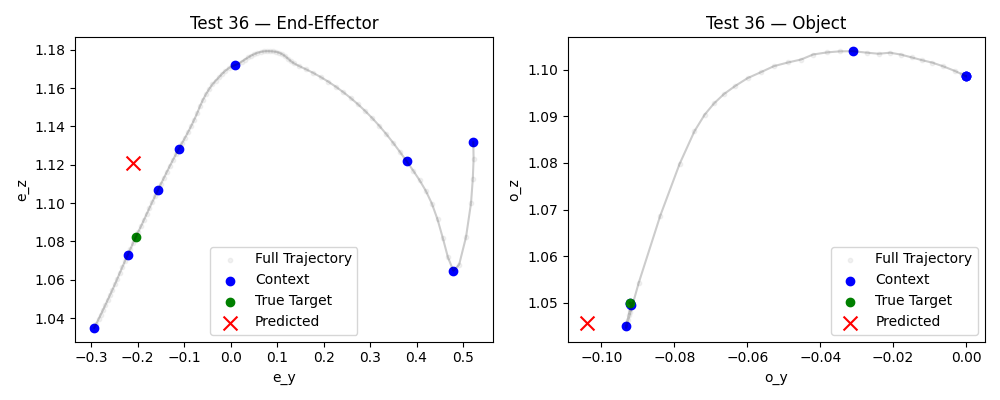 Test 36 — End-Effector
1.18
1.16
1.14
1.12
1.10
1.08
1.06
1.04
e_z
−0.3
−0.2
−0.1
0.0
0.1
0.2
0.3
0.4
0.5
e_y
Full Trajectory
Context
True Target
Predicted
Test 36 — Object
1.10
1.09
1.08
1.07
1.06
1.05
o_z
−0.10
−0.08
−0.06
−0.04
−0.02
0.00
o_y
Full Trajectory
Context
True Target
Predicted